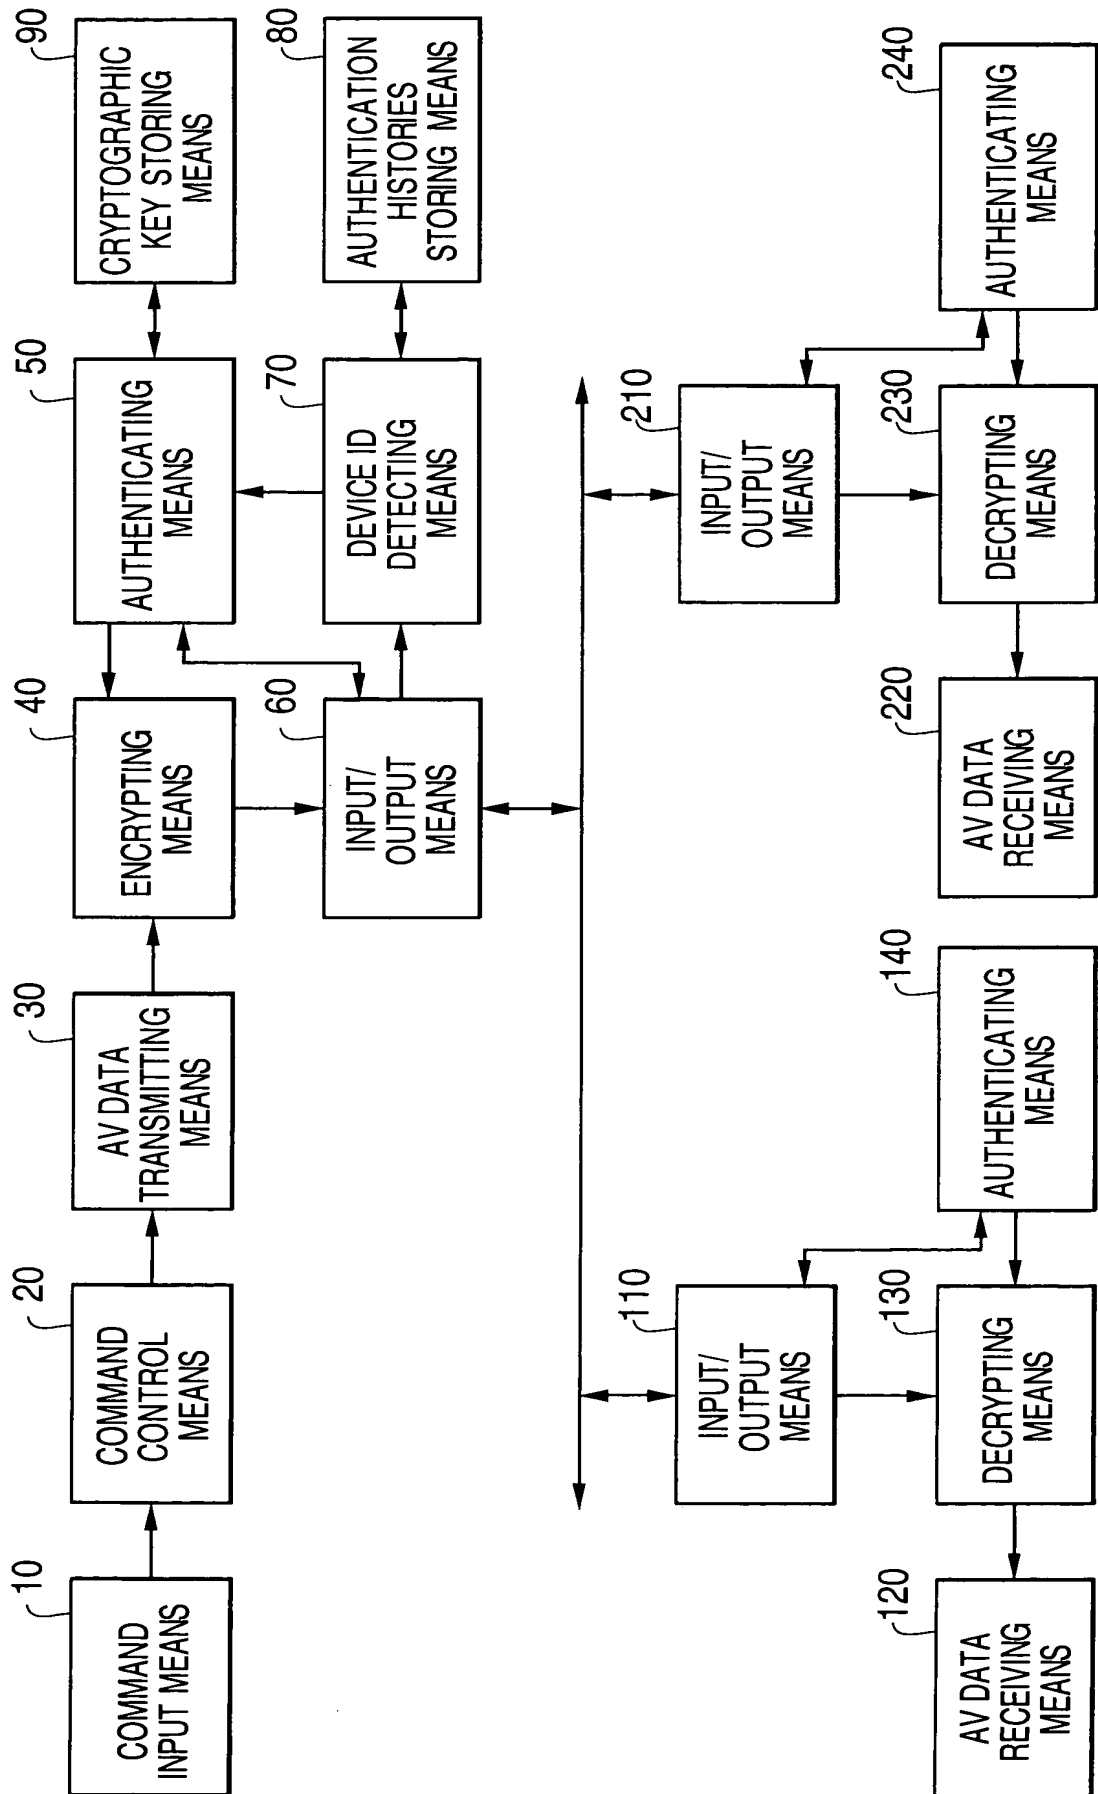 10
COMMAND
INPUT MEANS
20
COMMAND
CONTROL
MEANS
30
AV DATA
TRANSMITTING
MEANS
40
ENCRYPTING
MEANS
50
AUTHENTICATING
MEANS
90
CRYPTOGRAPHIC
KEY STORING
MEANS
60
INPUT/
OUTPUT
MEANS
70
DEVICE ID
DETECTING
MEANS
80
AUTHENTICATION
HISTORIES
STORING MEANS
110
INPUT/
OUTPUT
MEANS
210
INPUT/
OUTPUT
MEANS
120
AV DATA
RECEIVING
MEANS
130
DECRYPTING
MEANS
140
AUTHENTICATING
MEANS
220
AV DATA
RECEIVING
MEANS
230
DECRYPTING
MEANS
240
AUTHENTICATING
MEANS